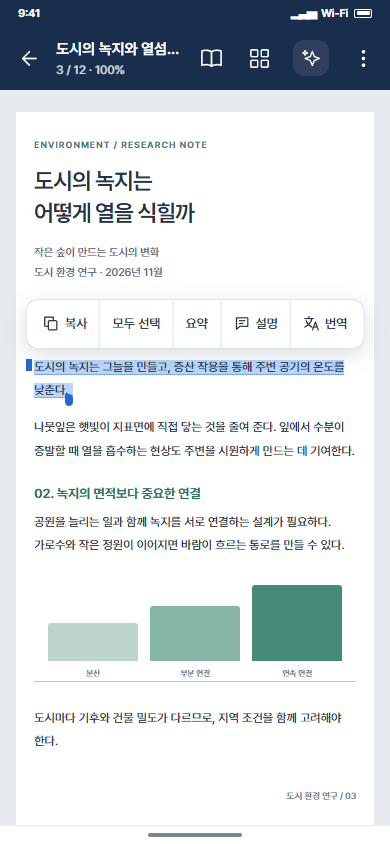 9:41
Wi-Fi
도시의 녹지와 열섬...
3 / 12 · 100%
ENVIRONMENT / RESEARCH NOTE
도시의 녹지는
어떻게 열을 식힐까
작은 숲이 만드는 도시의 변화
도시 환경 연구 · 2026년 11월
복사 모두 선택 요약 설명 번역
도시의 녹지는 그늘을 만들고, 증산 작용을 통해 주변 공기의 온도를
낮춘다.
나뭇잎은 햇빛이 지표면에 직접 닿는 것을 줄여 준다. 잎에서 수분이
증발할 때 열을 흡수하는 현상도 주변을 시원하게 만드는 데 기여한다.
02. 녹지의 면적보다 중요한 연결
공원을 늘리는 일과 함께 녹지를 서로 연결하는 설계가 필요하다.
가로수와 작은 정원이 이어지면 바람이 흐르는 통로를 만들 수 있다.
분산 부분 연결 연속 연결
도시마다 기후와 건물 밀도가 다르므로, 지역 조건을 함께 고려해야
한다.
도시 환경 연구 / 03